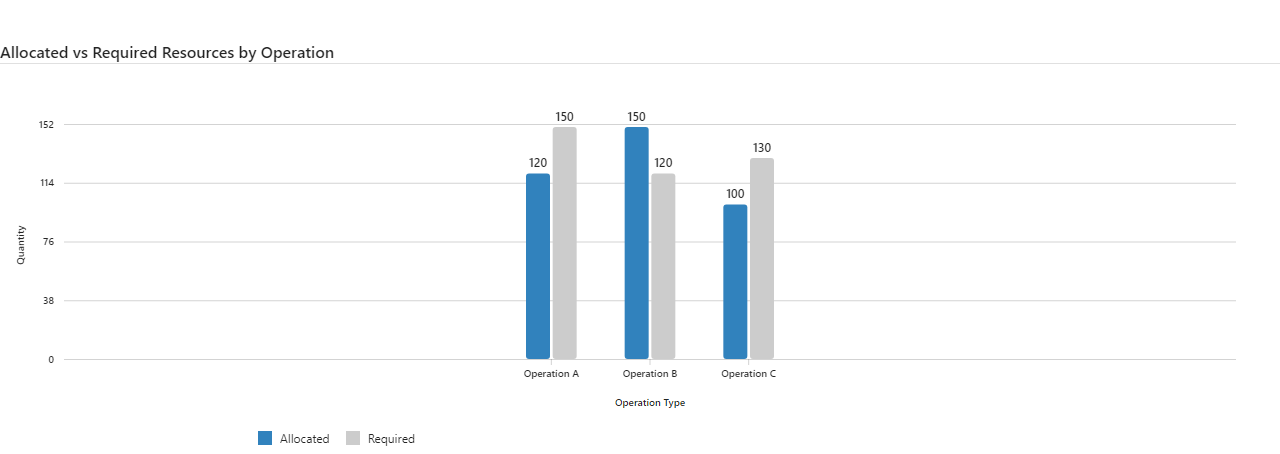 Allocated vs Required Resources by Operation
150 150
152
130
120 120
114
100
Quantity
76
38
0
Operation A Operation B Operation C
Operation Type
Allocated Required